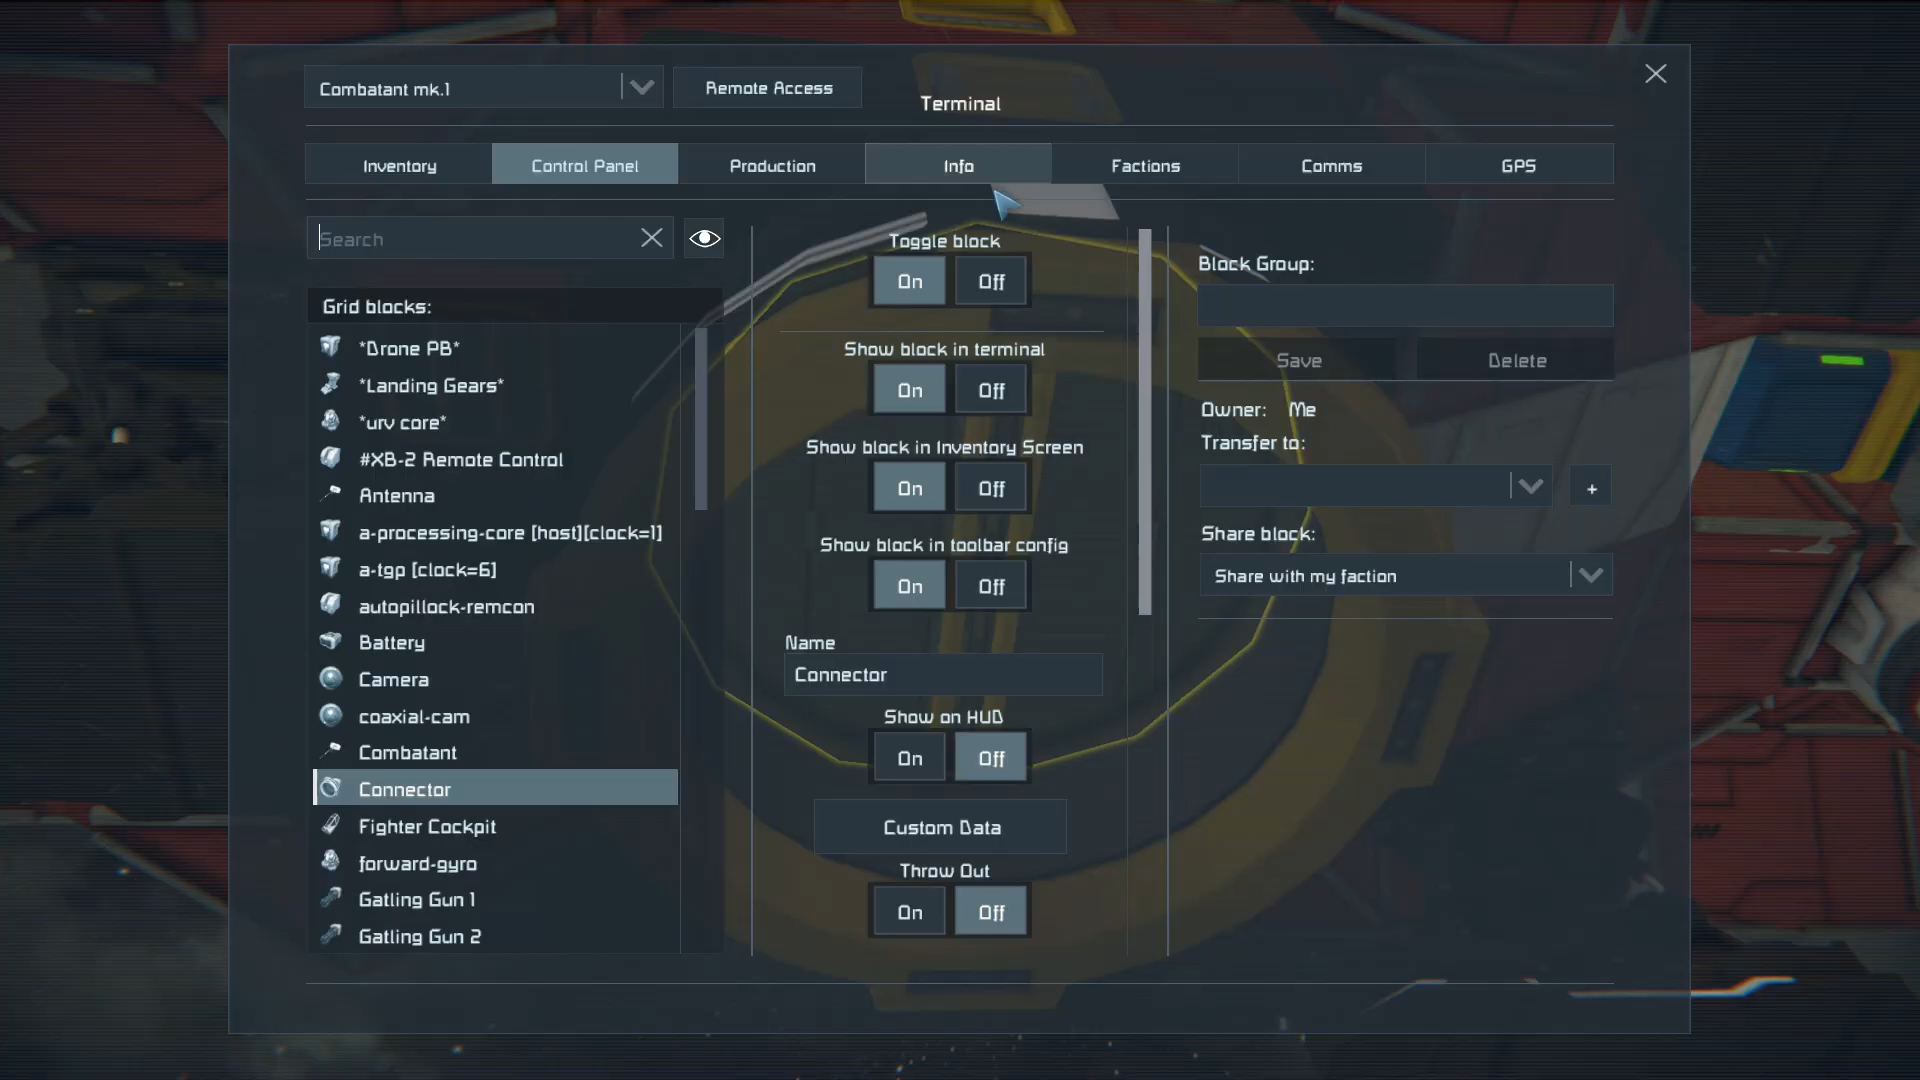 Combatant mk.1
Remote Access
Terminal
Inventory
Control Panel
Production
Info
Factions
Comms
GPS
Search
Grid blocks:
*Drone PB*
*Landing Gears*
*urv core*
#XB-2 Remote Control
Antenna
a-processing-core [host][clock=1]
a-tgp [clock=6]
autopillock-remcon
Battery
Camera
coaxial-cam
Combatant
Connector
Fighter Cockpit
forward-gyro
Gatling Gun 1
Gatling Gun 2
Toggle block
On Off
Show block in terminal
On Off
Show block in Inventory Screen
On Off
Show block in toolbar config
On Off
Name
Connector
Show on HUD
On Off
Custom Data
Throw Out
On Off
Block Group:
Save Delete
Owner: Me
Transfer to:
+
Share block:
Share with my faction